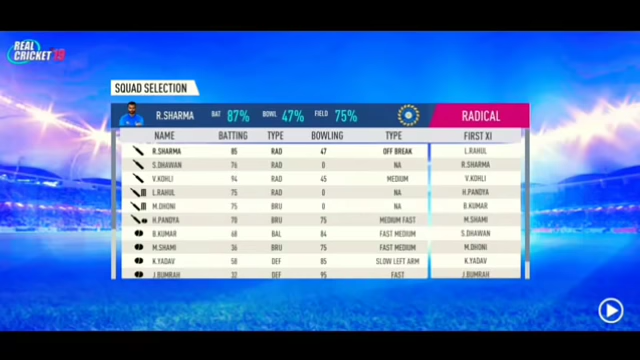 REAL CRICKET 19
SQUAD SELECTION
R.SHARMA BAT 87% BOWL 47% FIELD 75% RADICAL
NAME BATTING TYPE BOWLING TYPE FIRST XI
R.SHARMA 85 RAD 47 OFF BREAK L.RAHUL
S.DHAWAN 76 RAD 0 NA R.SHARMA
V.KOHLI 94 RAD 45 MEDIUM V.KOHLI
L.RAHUL 75 RAD 0 NA H.PANDYA
M.DHONI 75 BRU 0 NA B.KUMAR
H.PANDYA 70 BRU 75 MEDIUM FAST M.SHAMI
B.KUMAR 48 BAL 84 FAST MEDIUM S.DHAWAN
M.SHAMI 36 BRU 75 FAST MEDIUM M.DHONI
K.YADAV 58 DEF 85 SLOW LEFT ARM K.YADAV
J.BUMRAH 32 DEF 95 FAST J.BUMRAH